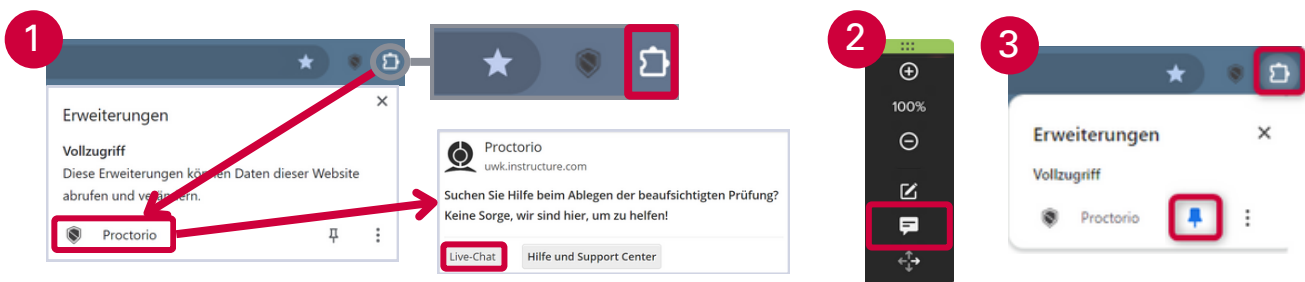 1
Erweiterungen
Vollzugriff
Diese Erweiterungen können Daten dieser Website
abrufen und verändern.
Proctorio
Proctorio
uwk.instructure.com
Suchen Sie Hilfe beim Ablegen der beaufsichtigten Prüfung?
Keine Sorge, wir sind hier, um zu helfen!
Live-Chat
Hilfe und Support Center
2
100%
3
Erweiterungen
Vollzugriff
Proctorio